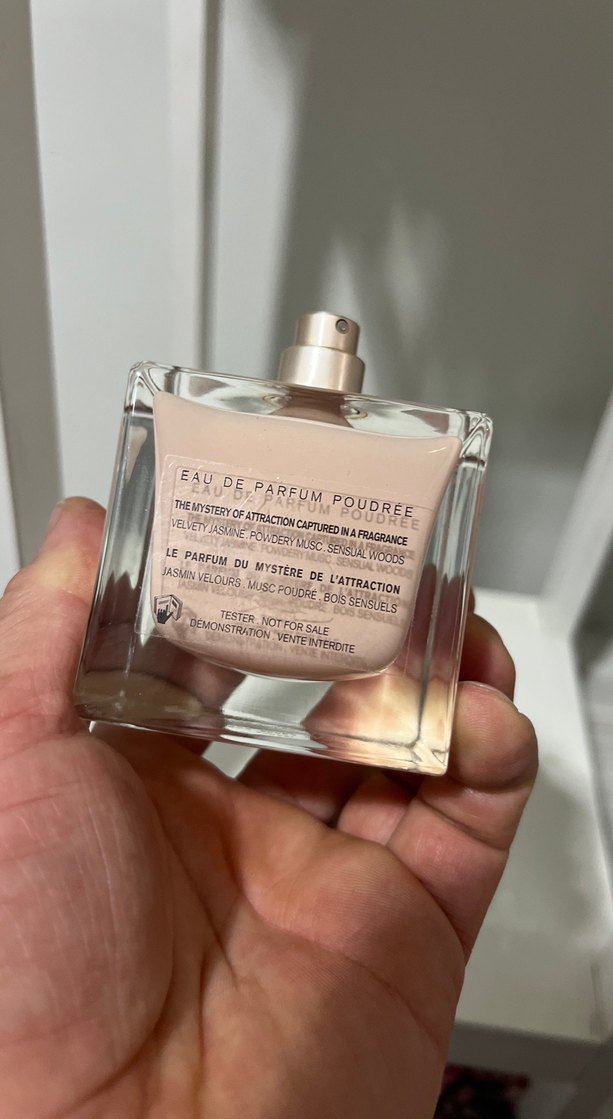 EAU DE PARFUM POUDRÉE
THE MYSTERY OF ATTRACTION CAPTURED IN A FRAGRANCE
VELVETY JASMINE . POWDERY MUSC . SENSUAL WOODS
LE PARFUM DU MYSTÈRE DE L'ATTRACTION
JASMIN VELOURS . MUSC POUDRÉ . BOIS SENSUELS
TESTER . NOT FOR SALE
DÉMONSTRATION . VENTE INTERDITE